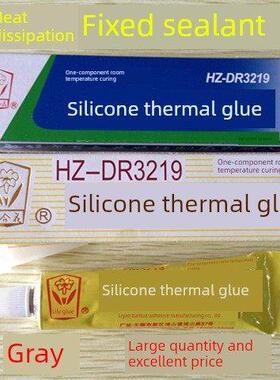 Heat
dissipation
Fixed sealant
One-component room
temperature curing
HZ-DR3219
Silicone thermal glue
HZ-DR3219
One-component room
temperature curing
®
Silicone thermal glue
®
Silicone thermal glue
Gray
Large quantity and
excellent price